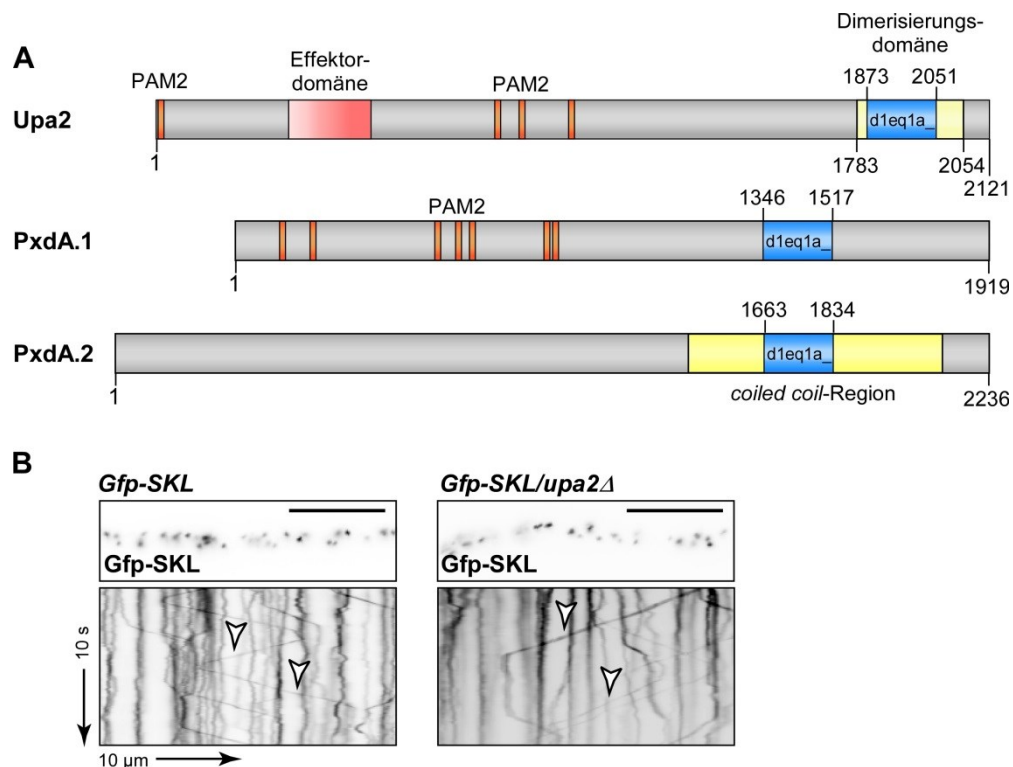 A
Dimerisierungs-
domäne
Effektor-
domäne
PAM2
PAM2
1873 2051
Upa2
d1eq1a_
1
1783
2054
2121
PAM2
1346 1517
PxdA.1
d1eq1a_
1
1919
1663 1834
PxdA.2
d1eq1a_
1
coiled coil-Region
2236
B
Gfp-SKL
Gfp-SKL/upa2Δ
Gfp-SKL
Gfp-SKL
10 s
10 µm